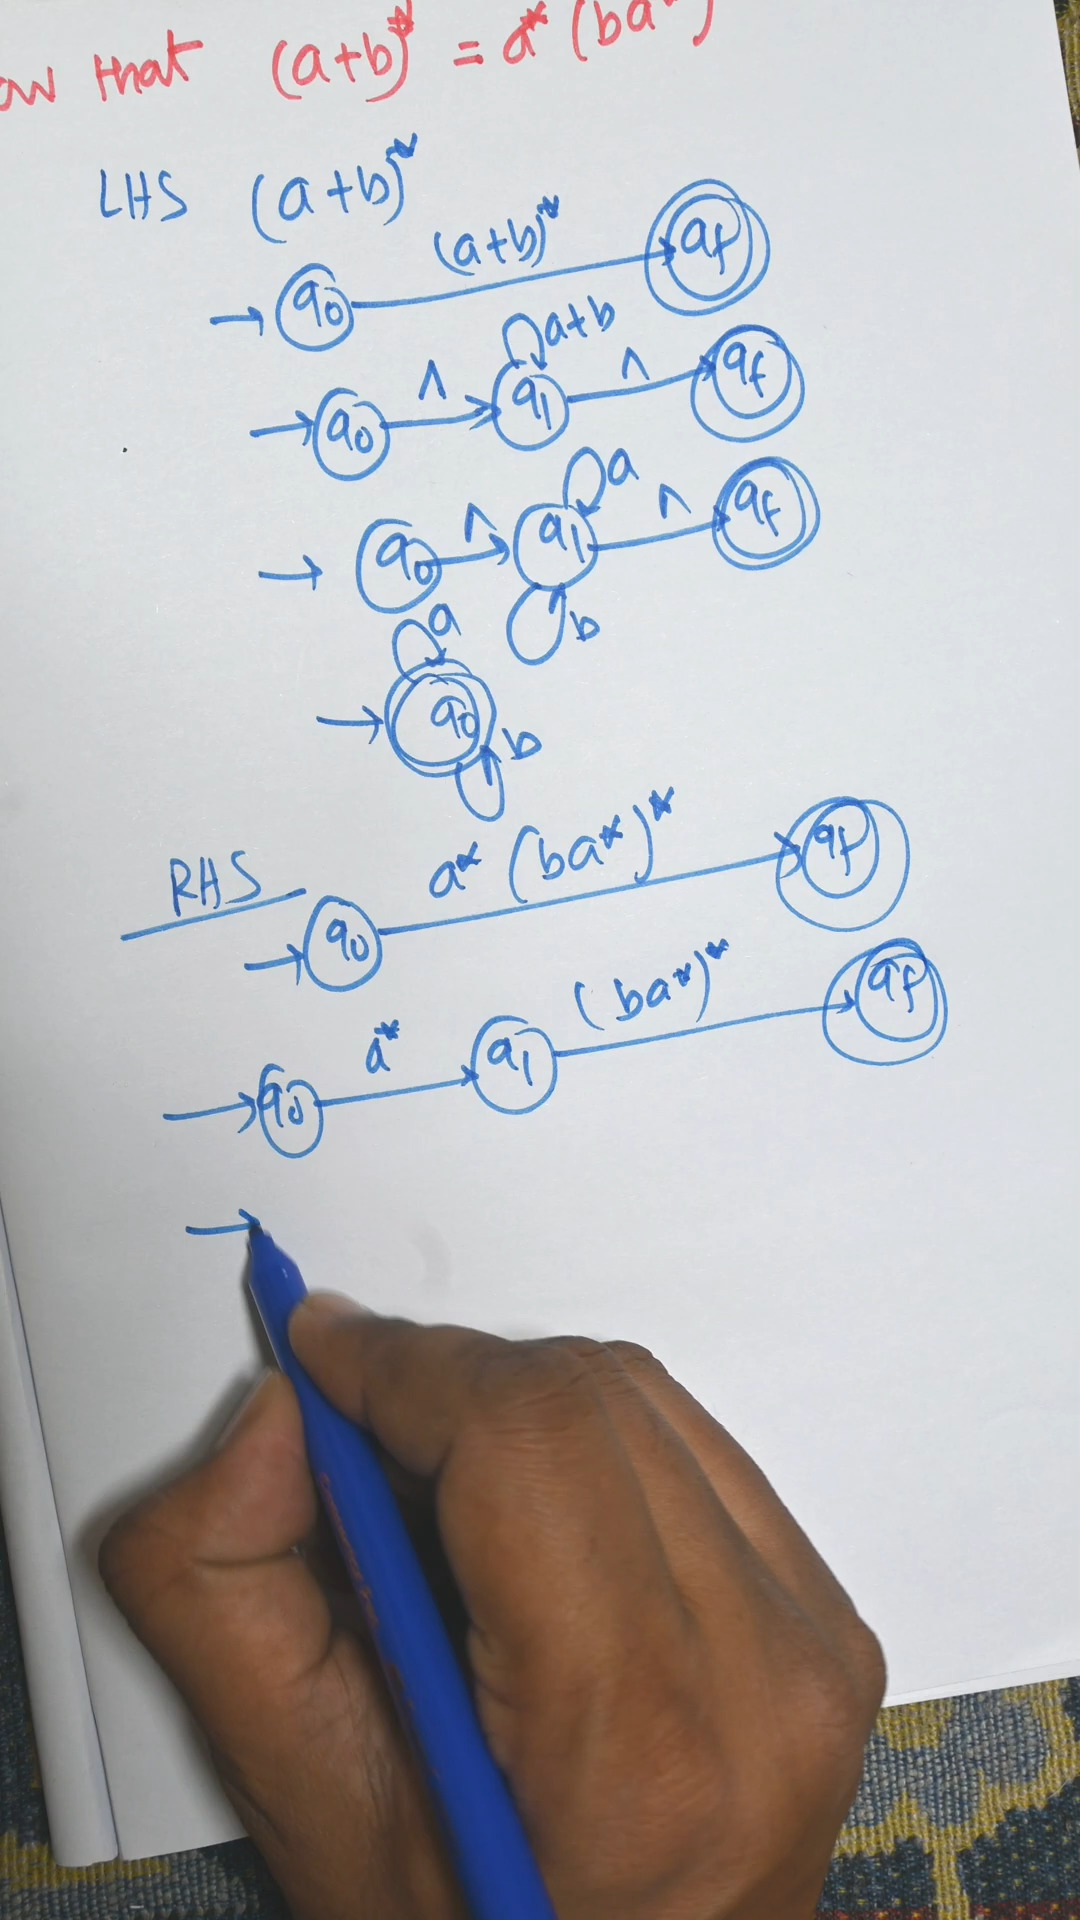 ow that (a+b)* = a* (ba*)
LHS (a+b)*
q0 (a+b)* qf
q0 ∧ q1 a+b ∧ qf
q0 ∧ q1 a ∧ qf
b
a
q0
b
RHS q0 a* (ba*)* qf
q0 a* q1 (ba*)* qf